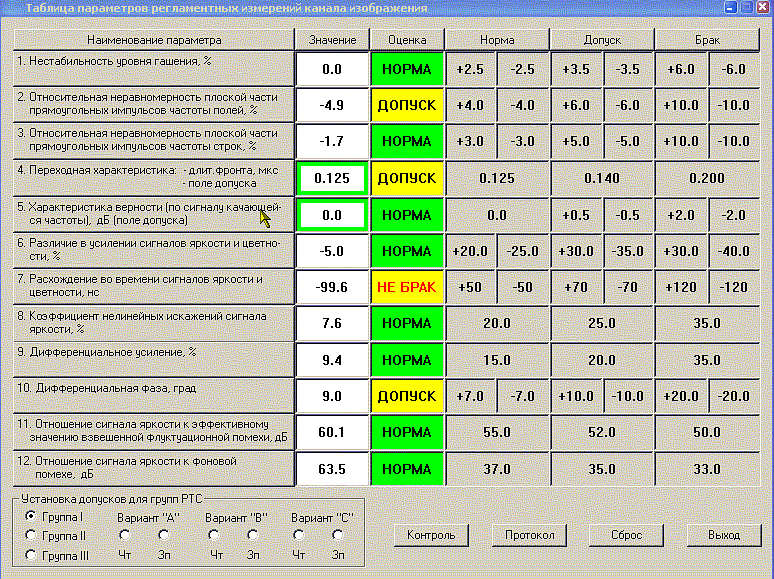 Таблица параметров регламентных измерений канала изображения
Наименование параметра Значение Оценка Норма Допуск Брак
1. Нестабильность уровня гашения, % 0.0 НОРМА +2.5 -2.5 +3.5 -3.5 +6.0 -6.0
2. Относительная неравномерность плоской части
прямоугольных импульсов частоты полей, % -4.9 ДОПУСК +4.0 -4.0 +6.0 -6.0 +10.0 -10.0
3. Относительная неравномерность плоской части
прямоугольных импульсов частоты строк, % -1.7 НОРМА +3.0 -3.0 +5.0 -5.0 +10.0 -10.0
4. Переходная характеристика: - длит.фронта, мкс
- поле допуска 0.125 ДОПУСК 0.125 0.140 0.200
5. Характеристика верности (по сигналу качающей-
ся частоты), дБ (поле допуска) 0.0 НОРМА 0.0 +0.5 -0.5 +2.0 -2.0
6. Различие в усилении сигналов яркости и цветно-
сти, % -5.0 НОРМА +20.0 -25.0 +30.0 -35.0 +30.0 -40.0
7. Расхождение во времени сигналов яркости и
цветности, нс -99.6 НЕ БРАК +50 -50 +70 -70 +120 -120
8. Коэффициент нелинейных искажений сигнала
яркости, % 7.6 НОРМА 20.0 25.0 35.0
9. Дифференциальное усиление, % 9.4 НОРМА 15.0 20.0 35.0
10. Дифференциальная фаза, град 9.0 ДОПУСК +7.0 -7.0 +10.0 -10.0 +20.0 -20.0
11. Отношение сигнала яркости к эффективному
значению взвешенной флуктуационной помехи, дБ 60.1 НОРМА 55.0 52.0 50.0
12. Отношение сигнала яркости к фоновой
помехе, дБ 63.5 НОРМА 37.0 35.0 33.0
Установка допусков для групп РТС
Группа I Вариант "А" Вариант "В" Вариант "С"
Группа II
Группа III Чт Зп Чт Зп Чт Зп
Контроль Протокол Сброс Выход